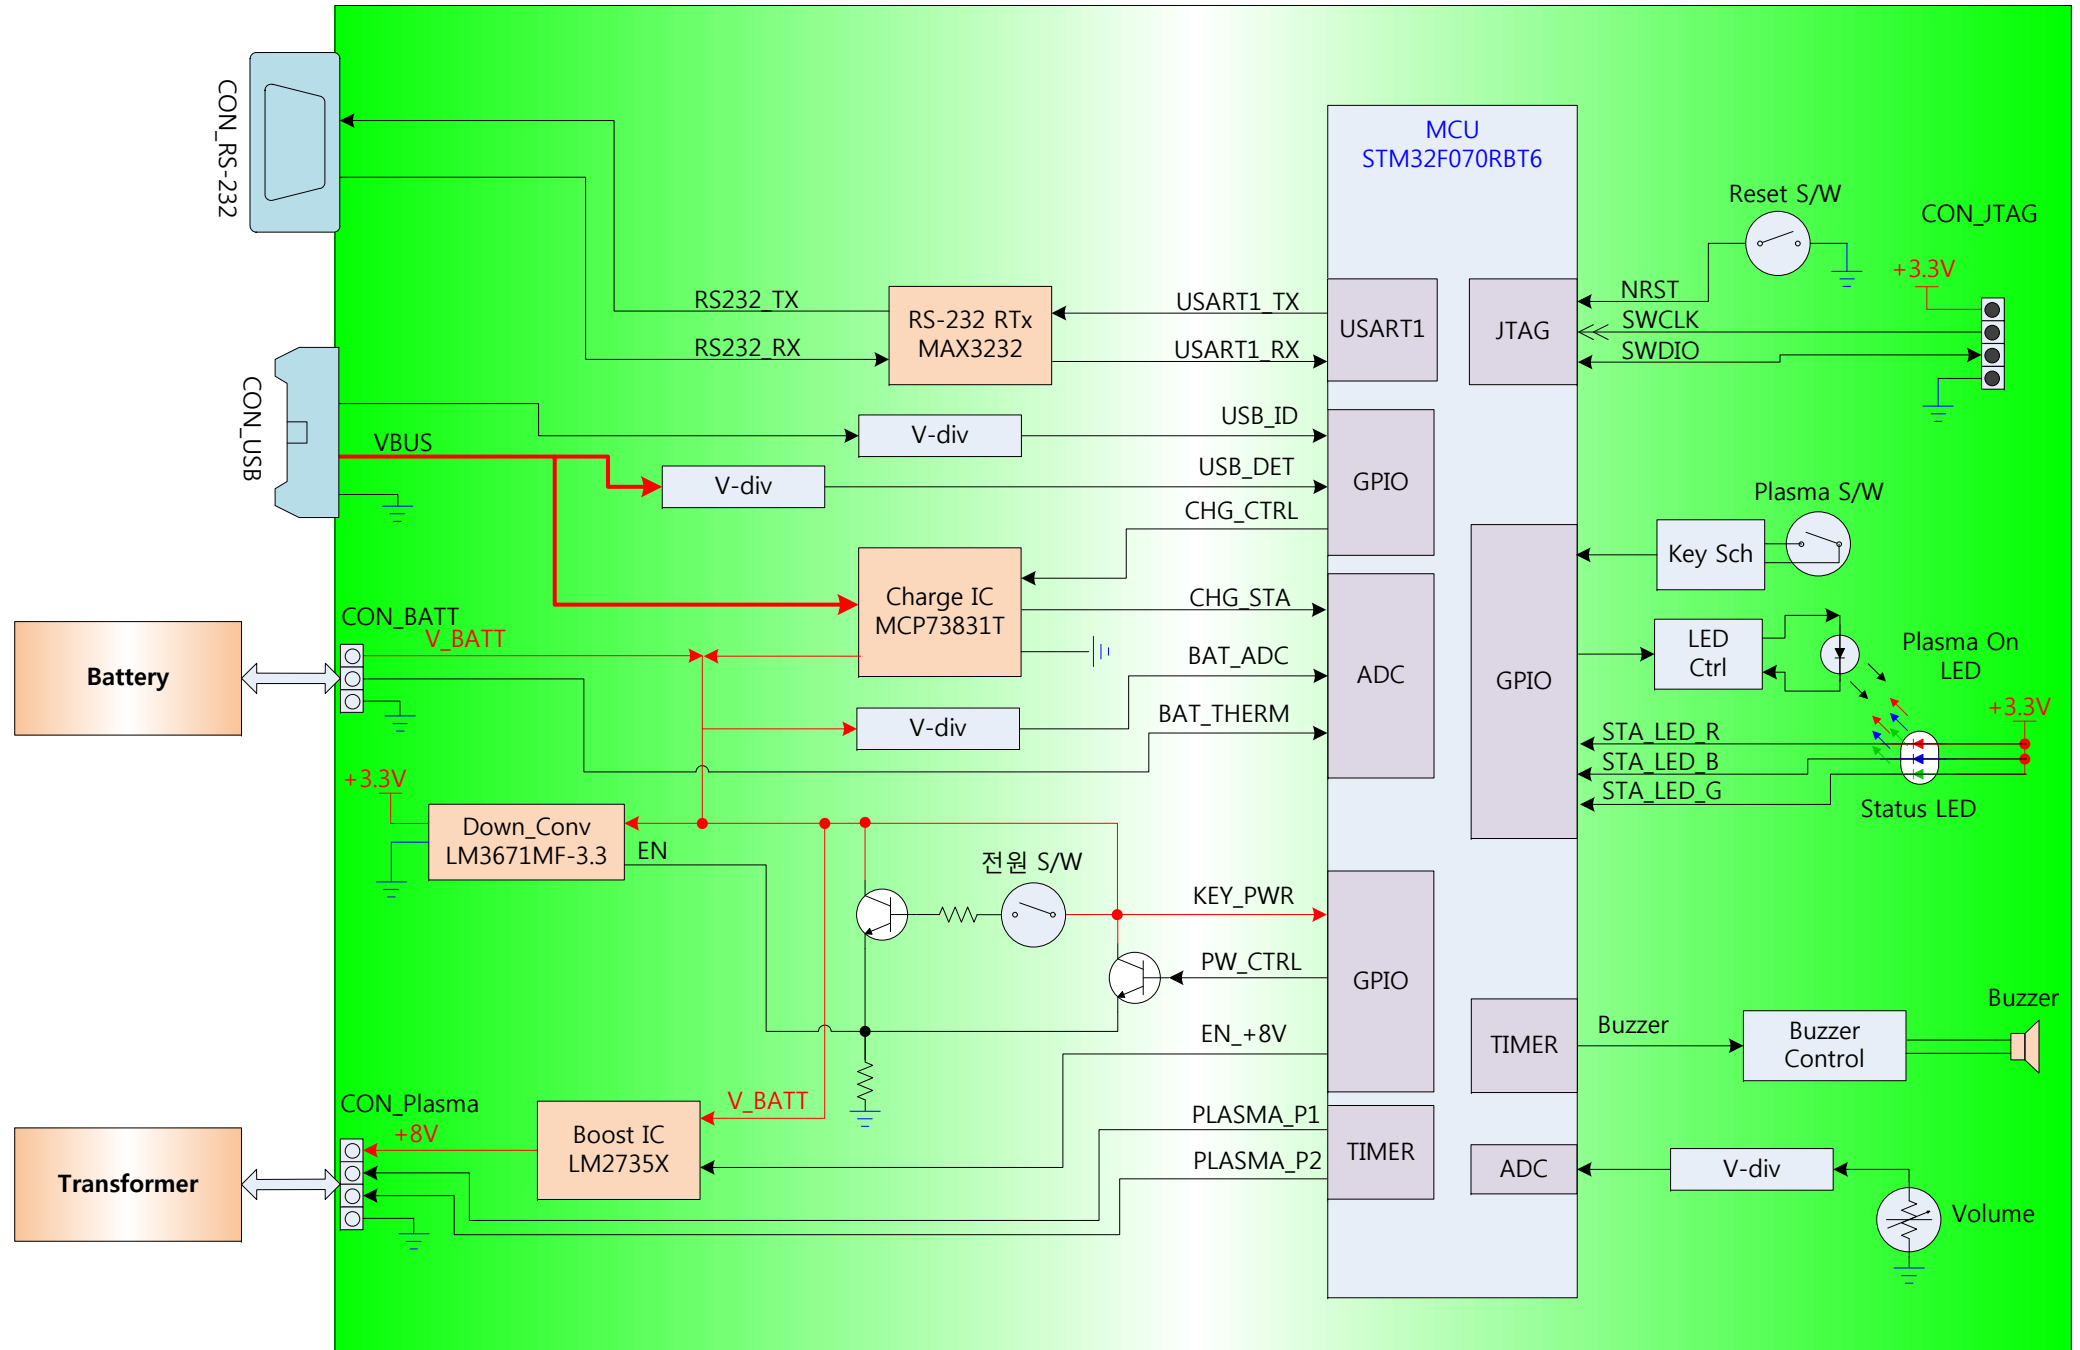 CON_RS-232
MCU
STM32F070RBT6
Reset S/W
CON_JTAG
+3.3V
RS232_TX
RS-232 RTx
MAX3232
USART1_TX
USART1
JTAG
NRST
SWCLK
SWDIO
RS232_RX
USART1_RX
CON_USB
VBUS
V-div
USB_ID
V-div
USB_DET
GPIO
CHG_CTRL
Plasma S/W
Key Sch
Charge IC
MCP73831T
CHG_STA
CON_BATT
V_BATT
Battery
BAT_ADC
ADC
GPIO
LED
Ctrl
Plasma On
LED
V-div
BAT_THERM
+3.3V
STA_LED_R
STA_LED_B
STA_LED_G
Status LED
+3.3V
Down_Conv
LM3671MF-3.3
EN
전원 S/W
KEY_PWR
PW_CTRL
GPIO
EN_+8V
TIMER
Buzzer
Buzzer
Control
Buzzer
CON_Plasma
+8V
V_BATT
Boost IC
LM2735X
PLASMA_P1
PLASMA_P2
TIMER
Transformer
ADC
V-div
Volume